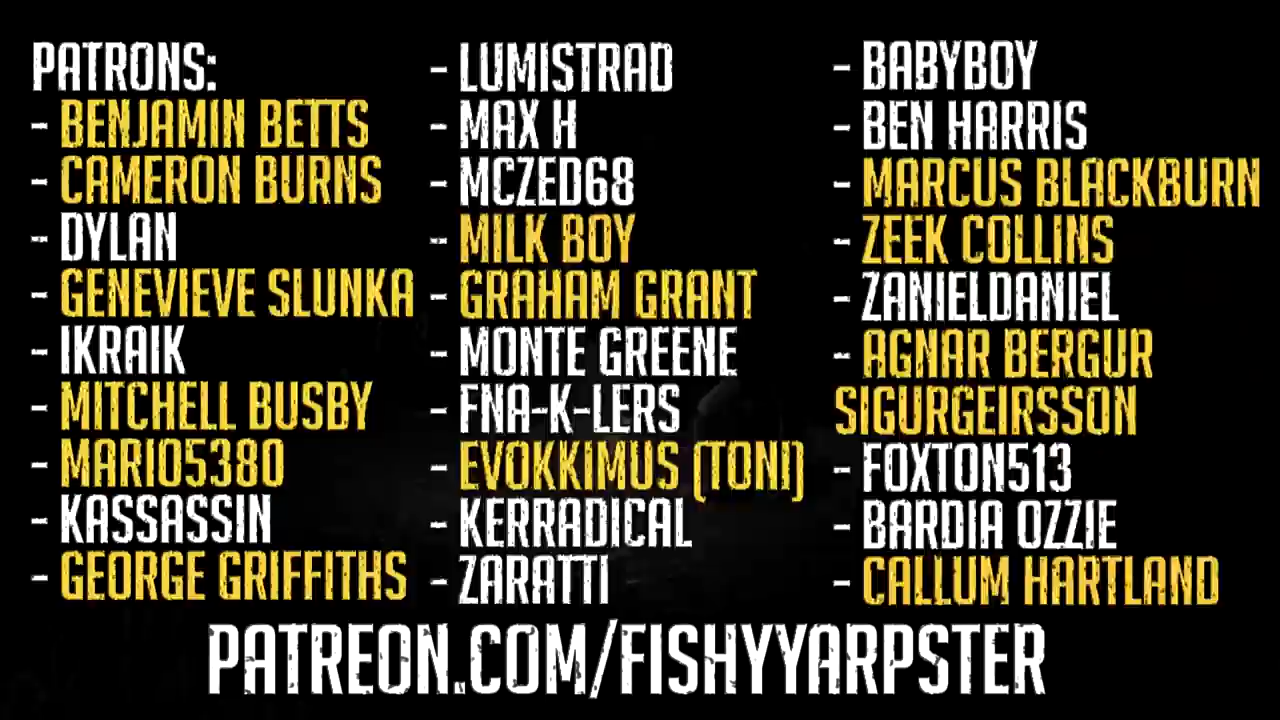 PATRONS:
- BENJAMIN BETTS
- CAMERON BURNS
- DYLAN
- GENEVIEVE SLUNKA
- IKRAIK
- MITCHELL BUSBY
- MARIO5380
- KASSASSIN
- GEORGE GRIFFITHS
- LUMISTRAD
- MAX H
- MCZED68
- MILK BOY
- GRAHAM GRANT
- MONTE GREENE
- FNA-K-LERS
- EVOKKIMUS (TONI)
- KERRADICAL
- ZARATTI
- BABYBOY
- BEN HARRIS
- MARCUS BLACKBURN
- ZEEK COLLINS
- ZANIELDANIEL
- AGNAR BERGUR
SIGURGEIRSSON
- FOXTON513
- BARDIA OZZIE
- CALLUM HARTLAND
PATREON.COM/FISHYYARPSTER